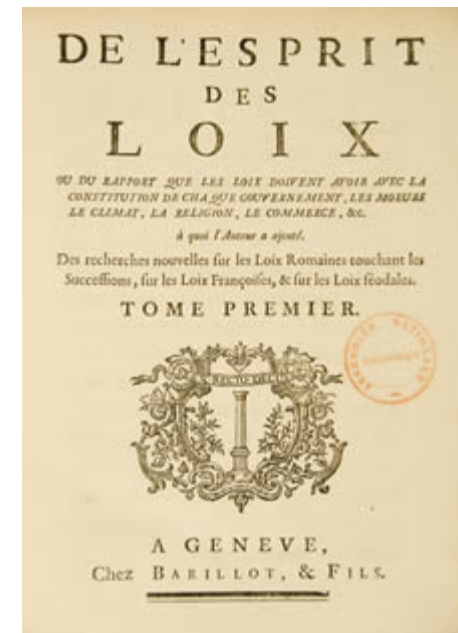 DE L'ESPRIT
DES
LOIX
OU DU RAPPORT QUE LES LOIX DOIVENT AVOIR AVEC LA
CONSTITUTION DE CHAQUE GOUVERNEMENT, LES MOEURS
LE CLIMAT, LA RELIGION, LE COMMERCE, &c.
à quoi l'Auteur a ajouté.
Des recherches nouvelles sur les Loix Romaines touchant les
Successions, sur les Loix Françoises, & sur les Loix féodales.
TOME PREMIER.
NATIONALE
A GENEVE,
Chez BARILLOT, & FILS.